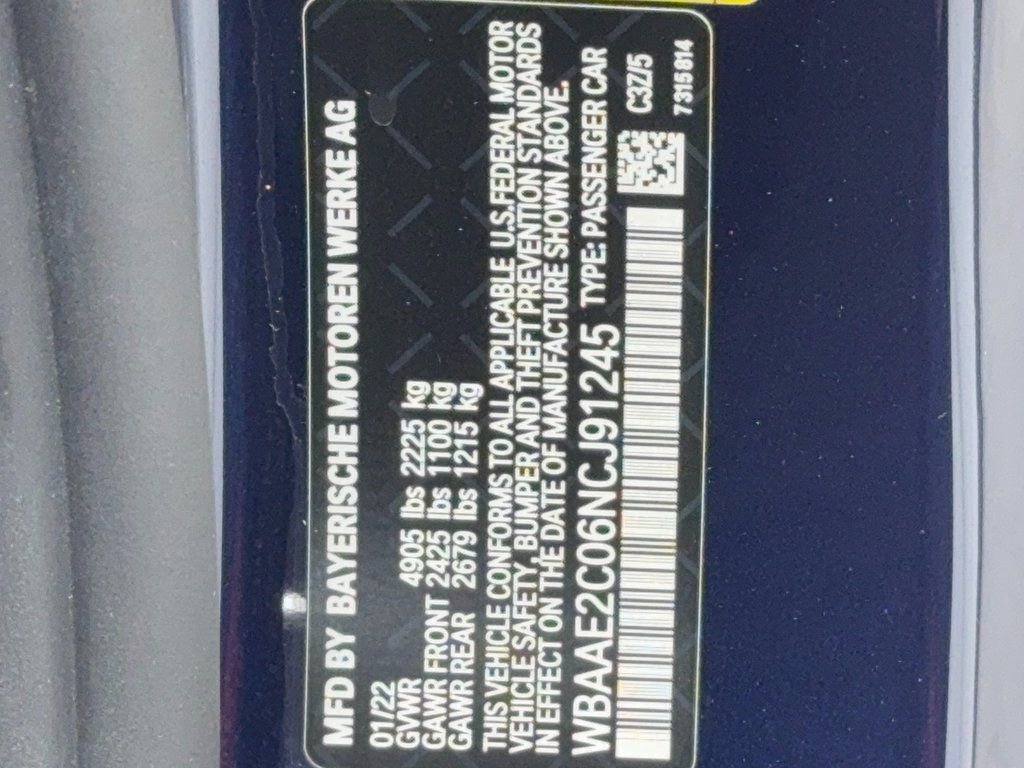 MFD BY BAYERISCHE MOTOREN WERKE AG
01/22
GVWR 4905 lbs 2225 kg
GAWR FRONT 2425 lbs 1100 kg
GAWR REAR 2679 lbs 1215 kg
THIS VEHICLE CONFORMS TO ALL APPLICABLE U.S.FEDERAL MOTOR
VEHICLE SAFETY, BUMPER AND THEFT PREVENTION STANDARDS
IN EFFECT ON THE DATE OF MANUFACTURE SHOWN ABOVE.
WBAAE2C06NCJ91245 TYPE: PASSENGER CAR
C3Z/5
7315814